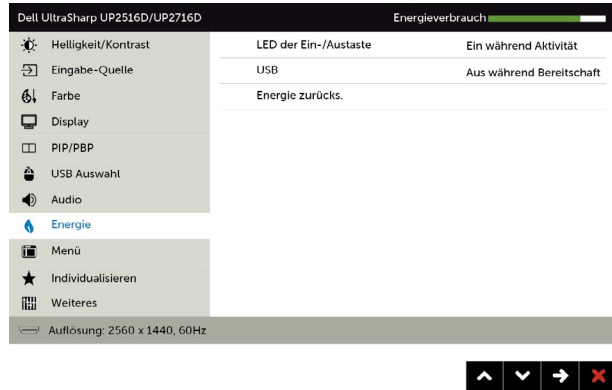 Dell UltraSharp UP2516D/UP2716D Energieverbrauch
Helligkeit/Kontrast
Eingabe-Quelle
Farbe
Display
PIP/PBP
USB Auswahl
Audio
Energie
Menü
Individualisieren
Weiteres
LED der Ein-/Austaste Ein während Aktivität
USB Aus während Bereitschaft
Energie zurücks.
Auflösung: 2560 x 1440, 60Hz